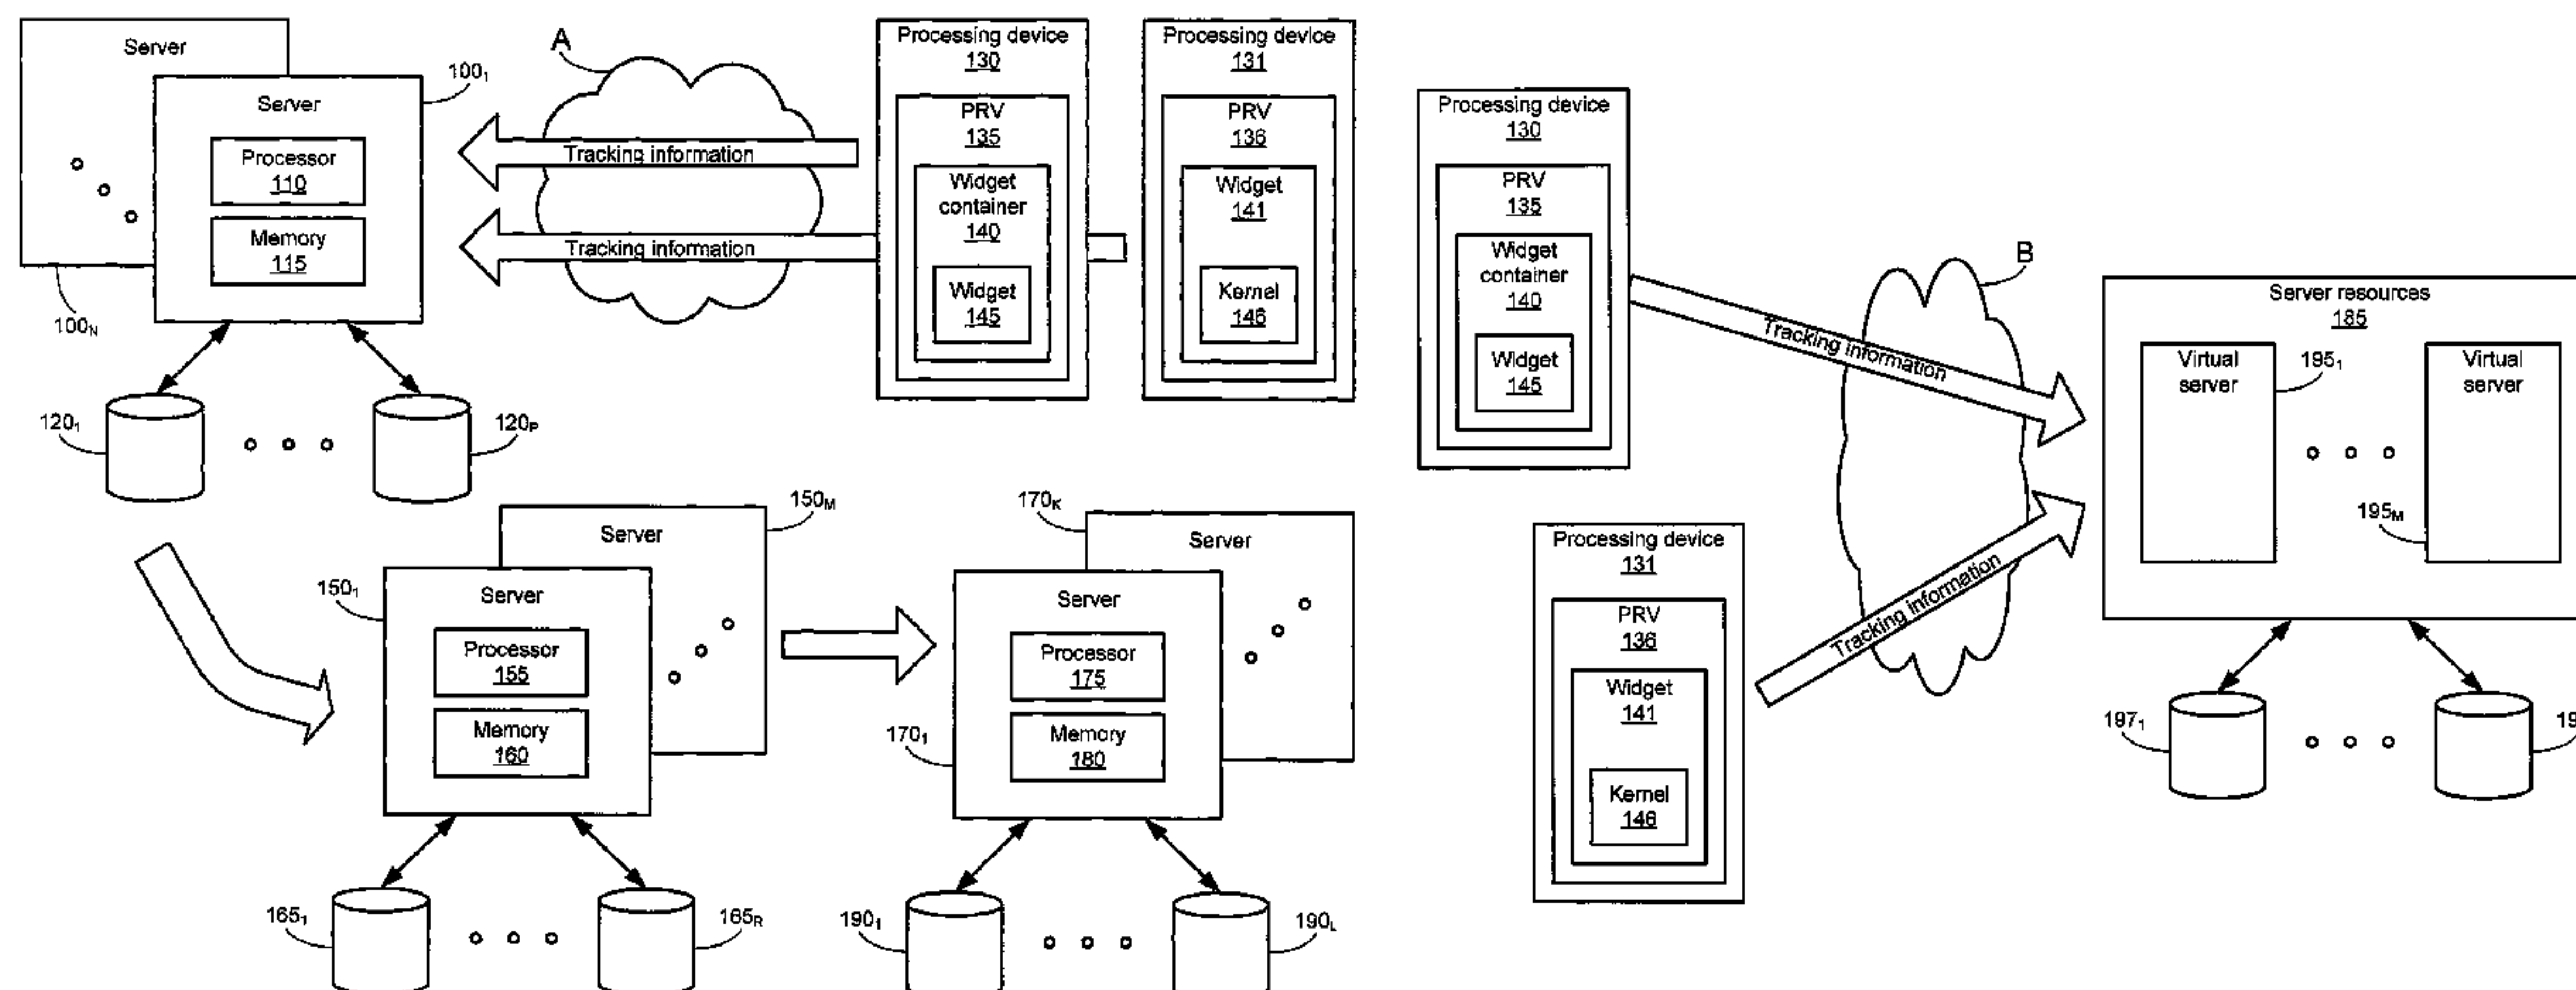 Server
Server
100₁
Processor
110
Memory
115
100N
120₁
120P
A
Tracking information
Tracking information
Processing device
130
PRV
135
Widget
container
140
Widget
145
Processing device
131
PRV
136
Widget
141
Kernel
146
Processing device
130
PRV
135
Widget
container
140
Widget
145
Tracking information
B
Server resources
185
Virtual
server
195₁
Virtual
server
195M
Processing device
131
PRV
136
Widget
141
Kernel
146
Tracking information
197₁
150M
Server
150₁
Server
Processor
155
Memory
160
165₁
165R
170K
Server
170₁
Server
Processor
175
Memory
180
190₁
190L